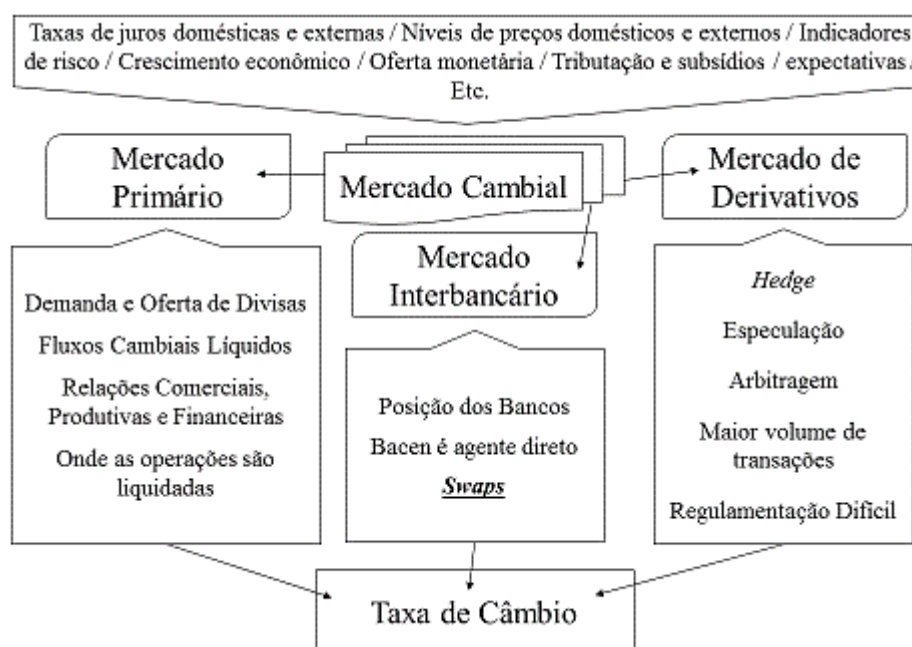 Taxas de juros domésticas e externas / Níveis de preços domésticos e externos / Indicadores
de risco / Crescimento econômico / Oferta monetária / Tributação e subsídios / expectativas /
Etc.
Mercado
Primário
Mercado Cambial
Mercado de
Derivativos
Mercado
Interbancário
Demanda e Oferta de Divisas
Fluxos Cambiais Líquidos
Relações Comerciais,
Produtivas e Financeiras
Onde as operações são
liquidadas
Posição dos Bancos
Bacen é agente direto
Swaps
Hedge
Especulação
Arbitragem
Maior volume de
transações
Regulamentação Difícil
Taxa de Câmbio